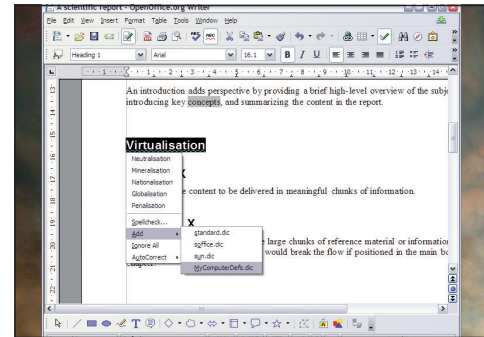 A scientific report - OpenOffice.org Writer
File Edit View Insert Format Table Tools Window Help
Heading 1 Arial 16.1 B I U
An introduction adds perspective by providing a brief high-level overview of the subje
introducing key concepts, and summarizing the content in the report.
Virtualisation
Neutralisation
Mineralisation
Nationalisation
Globalisation
Penalisation
x
e content to be delivered in meaningful chunks of information.
Spellcheck...
Add
Ignore All
AutoCorrect
x
standard.dic
soffice.dic
sun.dic
MyComputerDefs.dic
e large chunks of reference material or information
would break the flow if positioned in the main bo
chapter.